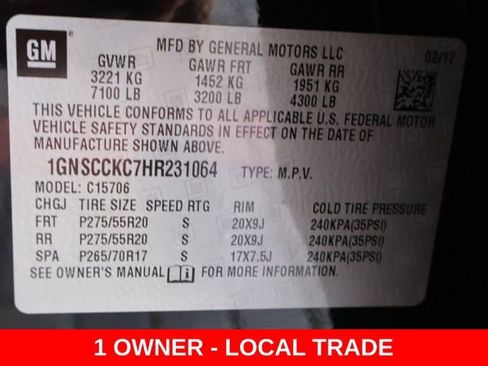 GM
MFD BY GENERAL MOTORS LLC
02/17
GVWR GAWR FRT GAWR RR
3221 KG 1452 KG 1951 KG
7100 LB 3200 LB 4300 LB
THIS VEHICLE CONFORMS TO ALL APPLICABLE U.S. FEDERAL MOTOR
VEHICLE SAFETY STANDARDS IN EFFECT ON THE DATE OF
MANUFACTURE SHOWN ABOVE.
1GNSCCKC7HR231064 TYPE: M.P.V.
MODEL: C15706
CHGJ TIRE SIZE SPEED RTG RIM COLD TIRE PRESSURE
FRT P275/55R20 S 20X9J 240KPA(35PSI)
RR P275/55R20 S 20X9J 240KPA(35PSI)
SPA P265/70R17 S 17X7.5J 240KPA(35PSI)
SEE OWNER'S MANUAL FOR MORE INFORMATION.
1 OWNER - LOCAL TRADE